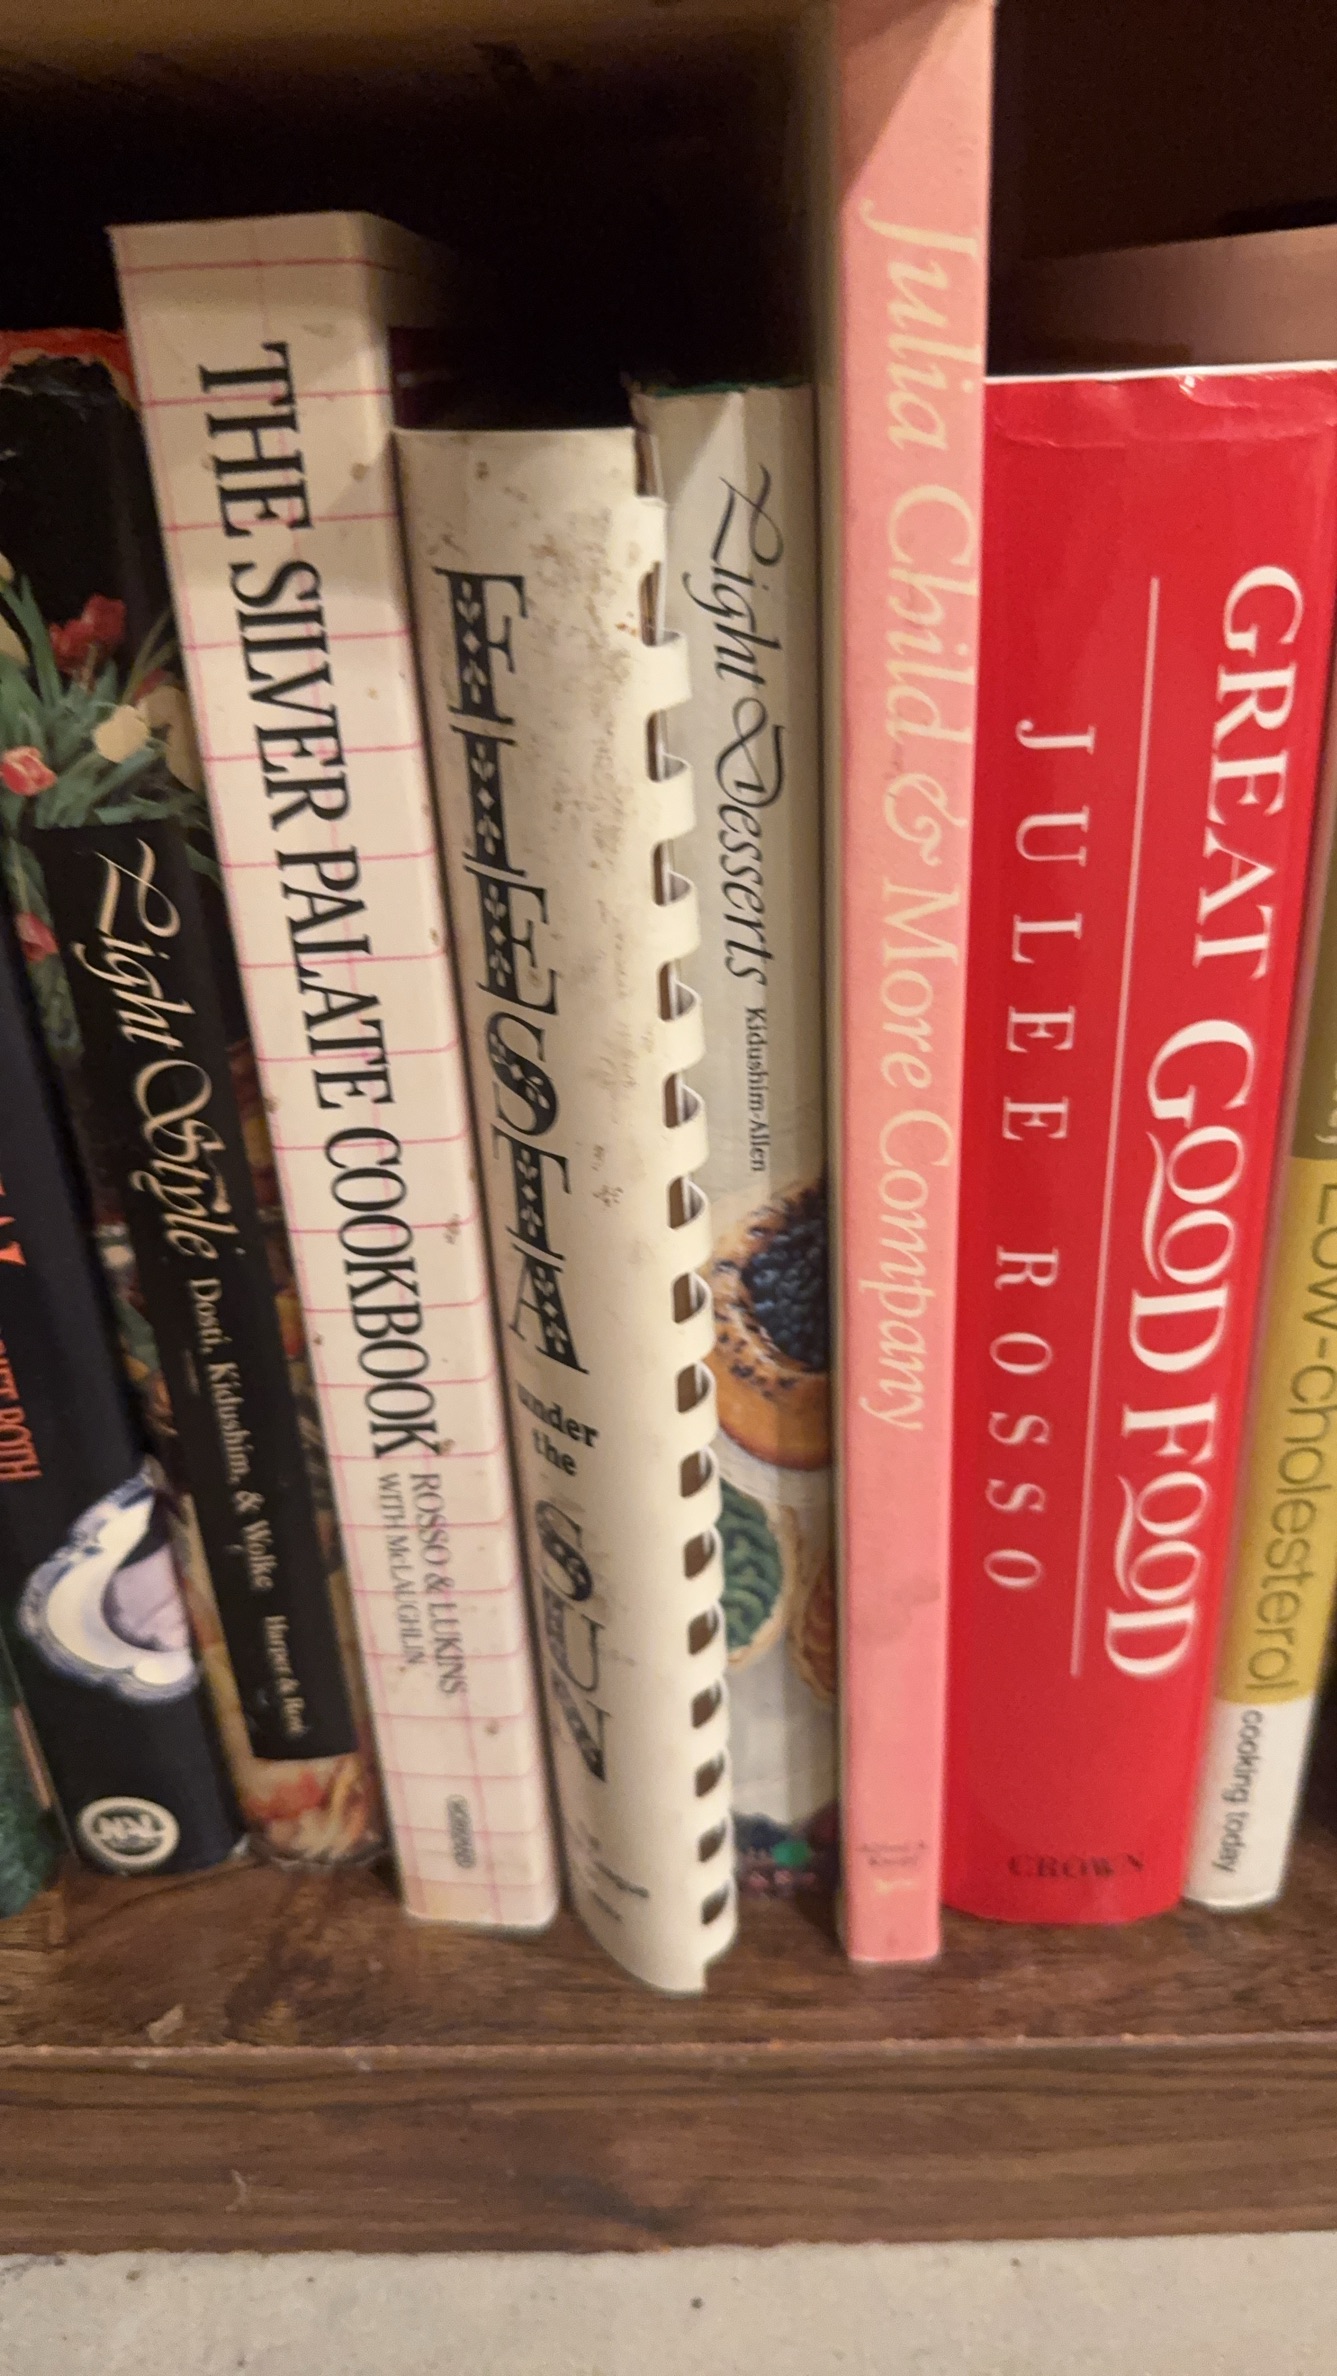 Light Style Dosti, Kidushim, & Wolke Harper & Row
THE SILVER PALATE COOKBOOK
ROSSO & LUKINS
WITH McLAUGHLIN
under
the
SUN
Light Desserts Kidushim-Allen
Julia Child & More Company
GREAT GOOD FOOD
JULEE ROSSO
CROWN
Low-cholesterol
cooking today